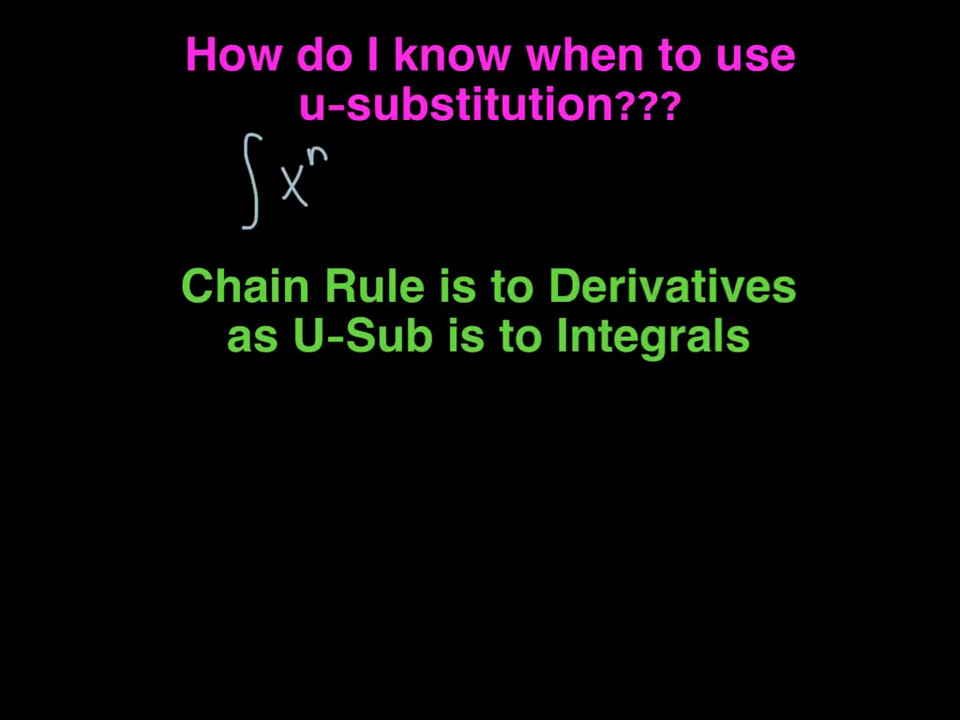 How do I know when to use
u-substitution???
∫xⁿ
Chain Rule is to Derivatives
as U-Sub is to Integrals